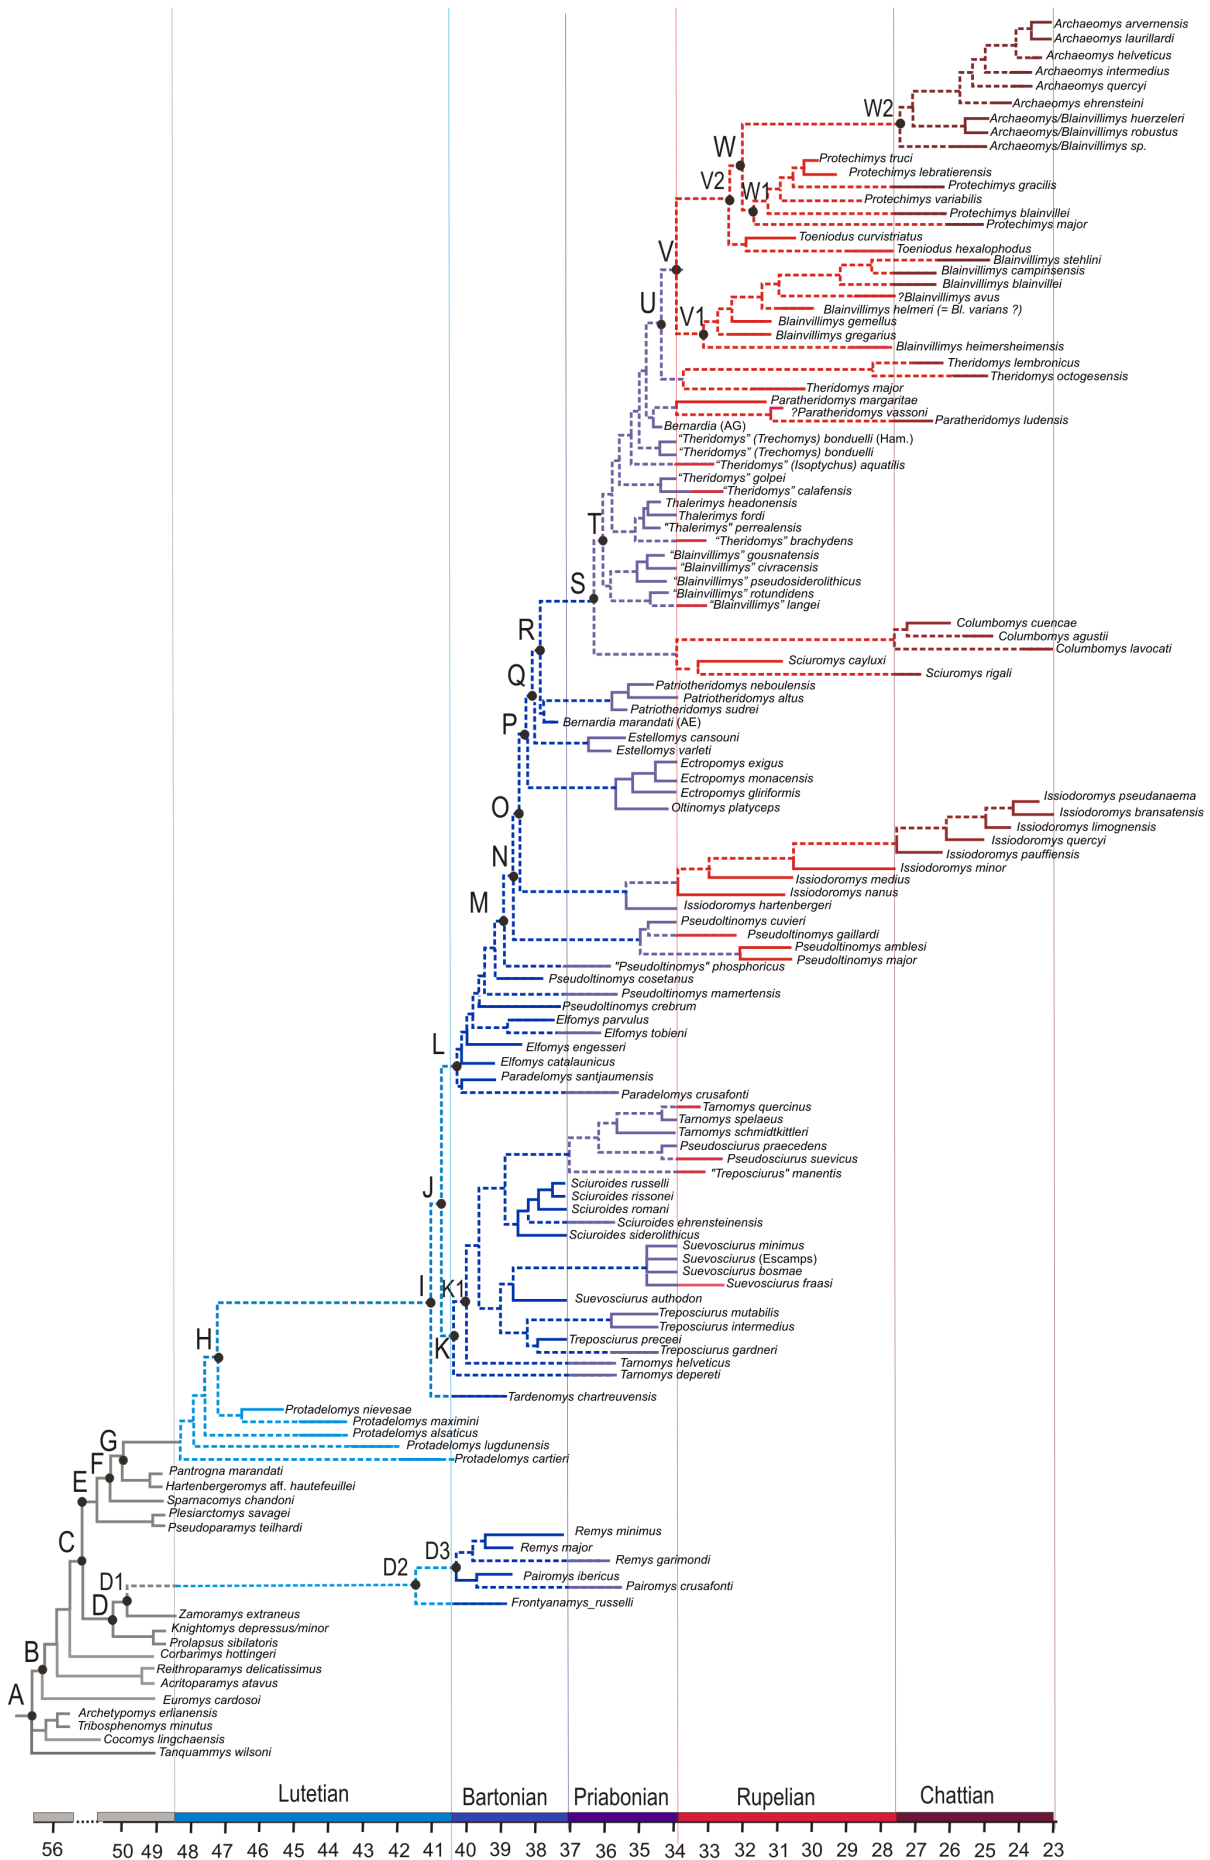 Archaeomys arvernensis
Archaeomys laurillardi
Archaeomys helveticus
Archaeomys intermedius
Archaeomys quercyi
Archaeomys ehrensteini
W2
Archaeomys/Blainvillimys huerzeleri
Archaeomys/Blainvillimys robustus
Archaeomys/Blainvillimys sp.
W
Protechimys truci
Protechimys lebratierensis
V2
W1
Protechimys gracilis
Protechimys variabilis
Protechimys blainvillei
Protechimys major
Toeniodus curvistriatus
Toeniodus hexalophodus
V
Blainvillimys stehlini
Blainvillimys campinsensis
Blainvillimys blainvillei
?Blainvillimys avus
U
V1
Blainvillimys helmeri (= Bl. varians ?)
Blainvillimys gemellus
Blainvillimys gregarius
Blainvillimys heimersheimensis
Theridomys lembronicus
Theridomys octogesensis
Theridomys major
Paratheridomys margaritae
?Paratheridomys vassoni
Paratheridomys ludensis
Bernardia (AG)
“Theridomys” (Trechomys) bonduelli (Ham.)
“Theridomys” (Trechomys) bonduelli
“Theridomys” (Isoptychus) aquatilis
“Theridomys” golpei
“Theridomys” calafensis
Thalerimys headonensis
Thalerimys fordi
T
"Thalerimys" perrealensis
“Theridomys” brachydens
“Blainvillimys” gousnatensis
“Blainvillimys” civracensis
S
“Blainvillimys” pseudosiderolithicus
“Blainvillimys” rotundidens
“Blainvillimys” langei
Columbomys cuencae
R
Columbomys agustii
Columbomys lavocati
Sciuromys cayluxi
Q
Sciuromys rigali
Patriotheridomys neboulensis
Patriotheridomys altus
Patriotheridomys sudrei
P
Bernardia marandati (AE)
Estellomys cansouni
Estellomys varleti
Ectropomys exigus
Ectropomys monacensis
Ectropomys gliriformis
O
Oltinomys platyceps
Issiodoromys pseudanaema
Issiodoromys bransatensis
Issiodoromys limognensis
Issiodoromys quercyi
N
Issiodoromys pauffiensis
Issiodoromys minor
Issiodoromys medius
Issiodoromys nanus
M
Issiodoromys hartenbergeri
Pseudoltinomys cuvieri
Pseudoltinomys gaillardi
Pseudoltinomys amblesi
Pseudoltinomys major
"Pseudoltinomys" phosphoricus
Pseudoltinomys cosetanus
Pseudoltinomys mamertensis
Pseudoltinomys crebrum
Elfomys parvulus
Elfomys tobieni
L
Elfomys engesseri
Elfomys catalaunicus
Paradelomys santjaumensis
Paradelomys crusafonti
Tarnomys quercinus
Tarnomys spelaeus
Tarnomys schmidtkittleri
Pseudosciurus praecedens
Pseudosciurus suevicus
"Treposciurus" manentis
J
Sciuroides russelli
Sciuroides rissonei
Sciuroides romani
Sciuroides ehrensteinensis
Sciuroides siderolithicus
Suevosciurus minimus
Suevosciurus (Escamps)
Suevosciurus bosmae
Suevosciurus fraasi
I
K1
Suevosciurus authodon
Treposciurus mutabilis
Treposciurus intermedius
H
K
Treposciurus preceei
Treposciurus gardneri
Tarnomys helveticus
Tarnomys depereti
Tardenomys chartreuvensis
Protadelomys nievesae
Protadelomys maximini
Protadelomys alsaticus
G
Protadelomys lugdunensis
Protadelomys cartieri
F
Pantrogna marandati
E
Hartenbergeromys aff. hautefeuillei
Sparnacomys chandoni
Plesiarctomys savagei
Pseudoparamys teilhardi
C
Remys minimus
D3
Remys major
D2
Remys garimondi
D1
Pairomys ibericus
Pairomys crusafonti
D
Frontyanamys_russelli
Zamoramys extraneus
Knightomys depressus/minor
Prolapsus sibilatoris
B
Corbarimys hottingeri
Reithroparamys delicatissimus
Acritoparamys atavus
A
Euromys cardosoi
Archetypomys erlianensis
Tribosphenomys minutus
Cocomys lingchaensis
Tanquammys wilsoni
Lutetian Bartonian Priabonian Rupelian Chattian
56 50 49 48 47 46 45 44 43 42 41 40 39 38 37 36 35 34 33 32 31 30 29 28 27 26 25 24 23